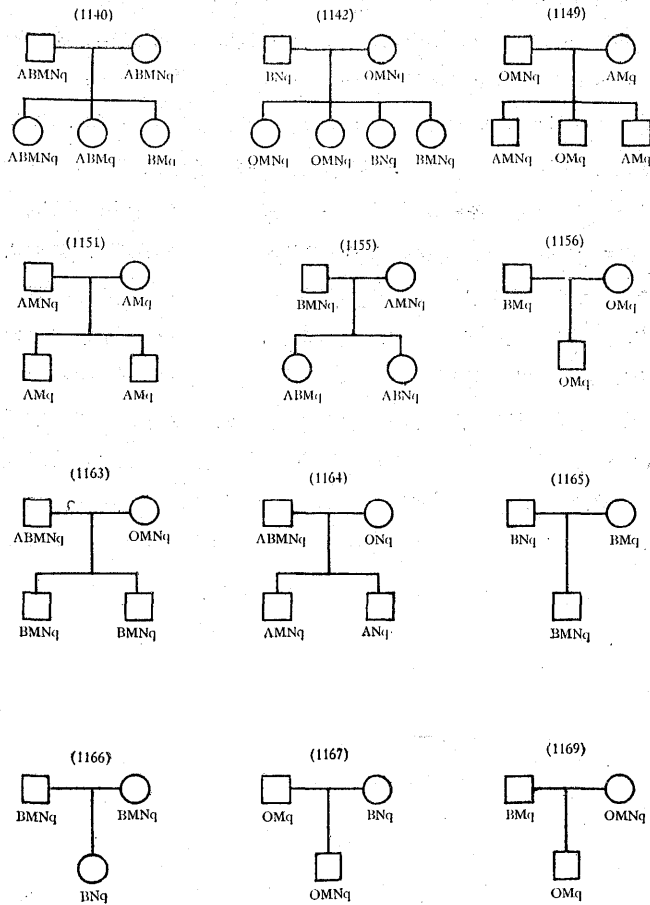 (1140) (1142) (1149)
ABMNq ABMNq BNq OMNq OMNq AMq
ABMNq ABMq BMq OMNq OMNq BNq BMNq AMNq OMq AMq
(1151) (1155) (1156)
AMNq AMq BMNq AMNq BMq OMq
AMq AMq ABMq ABNq OMq
(1163) (1164) (1165)
ABMNq OMNq ABMNq ONq BNq BMq
BMNq BMNq AMNq ANq BMNq
(1166) (1167) (1169)
BMNq BMNq OMq BNq BMq OMNq
BNq OMNq OMq